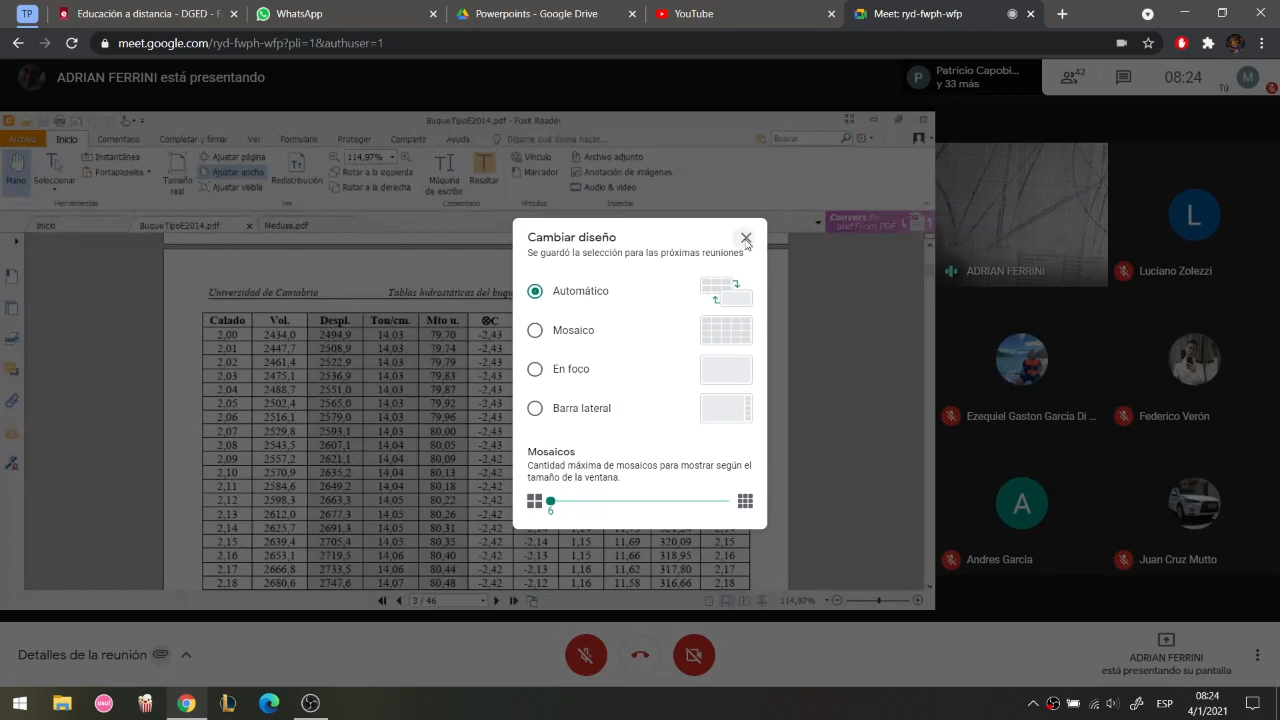 TP
Educación a distancia - DGED - F
WhatsApp
Powerpoints - Google Drive
YouTube
Meet: ryd-fwph-wfp
meet.google.com/ryd-fwph-wfp?pli=1&authuser=1
ADRIAN FERRINI está presentando
P
Patricio Capobi...
y 33 más
42
08:24
Tú
M
BuqueTipoE2014.pdf - Foxit Reader
Archivo
Inicio
Comentario
Completar y firmar
Ver
Formulario
Proteger
Compartir
Ayuda
Dígame qué desea hacer...
Buscar
Mano
Seleccionar
Instantánea
Portapapeles
Tamaño real
Ajustar página
Ajustar ancho
Ajustar visible
Redistribución
114,97%
Rotar a la izquierda
Rotar a la derecha
Máquina de escribir
Resaltar
Vínculo
Marcador
Archivo adjunto
Anotación de imágenes
Audio & video
Herramientas
Comentario
Vínculos
Insertar
Inicio
BuqueTipoE2014.pdf
Medusa.pdf
Convers
and From PDF
Universidad de Cantabria
Tablas hidrostáticas del buq
Calado Vol. Despl. Ton/cm. Mto u. ⊗C
2,00 2434,0 2494,9 14,03 79,70 -2,43
2,01 2447,7 2508,9 14,03 79,74 -2,43
2,02 2461,4 2522,9 14,03 79,79 -2,43
2,03 2475,1 2536,9 14,03 79,83 -2,43
2,04 2488,7 2551,0 14,03 79,87 -2,43
2,05 2502,4 2565,0 14,03 79,92 -2,43
2,06 2516,1 2579,0 14,03 79,96 -2,43
2,07 2529,8 2593,1 14,03 80,00 -2,43
2,08 2543,5 2607,1 14,04 80,05 -2,43
2,09 2557,2 2621,1 14,04 80,09 -2,43
2,10 2570,9 2635,2 14,04 80,13 -2,43
2,11 2584,6 2649,2 14,04 80,18 -2,43
2,12 2598,3 2663,3 14,05 80,22 -2,43
2,13 2612,0 2677,3 14,05 80,26 -2,43
2,14 2625,7 2691,3 14,05 80,31 -2,42
2,15 2639,4 2705,4 14,05 80,35 -2,42 -2,14 1,15 11,69 320,09 2,15
2,16 2653,1 2719,5 14,06 80,40 -2,42 -2,13 1,15 11,66 318,95 2,16
2,17 2666,8 2733,5 14,06 80,44 -2,42 -2,13 1,16 11,62 317,80 2,17
2,18 2680,6 2747,6 14,07 80,48 -2,42 -2,12 1,16 11,58 316,66 2,18
3 / 46
114,97%
Cambiar diseño
Se guardó la selección para las próximas reuniones
Automático
Mosaico
En foco
Barra lateral
Mosaicos
Cantidad máxima de mosaicos para mostrar según el
tamaño de la ventana.
6
ADRIAN FERRINI
L
Luciano Zolezzi
Ezequiel Gaston Garcia Di ...
Federico Verón
A
Andres Garcia
Juan Cruz Mutto
Detalles de la reunión
ADRIAN FERRINI
está presentando su pantalla
osu!
ESP
08:24
4/1/2021